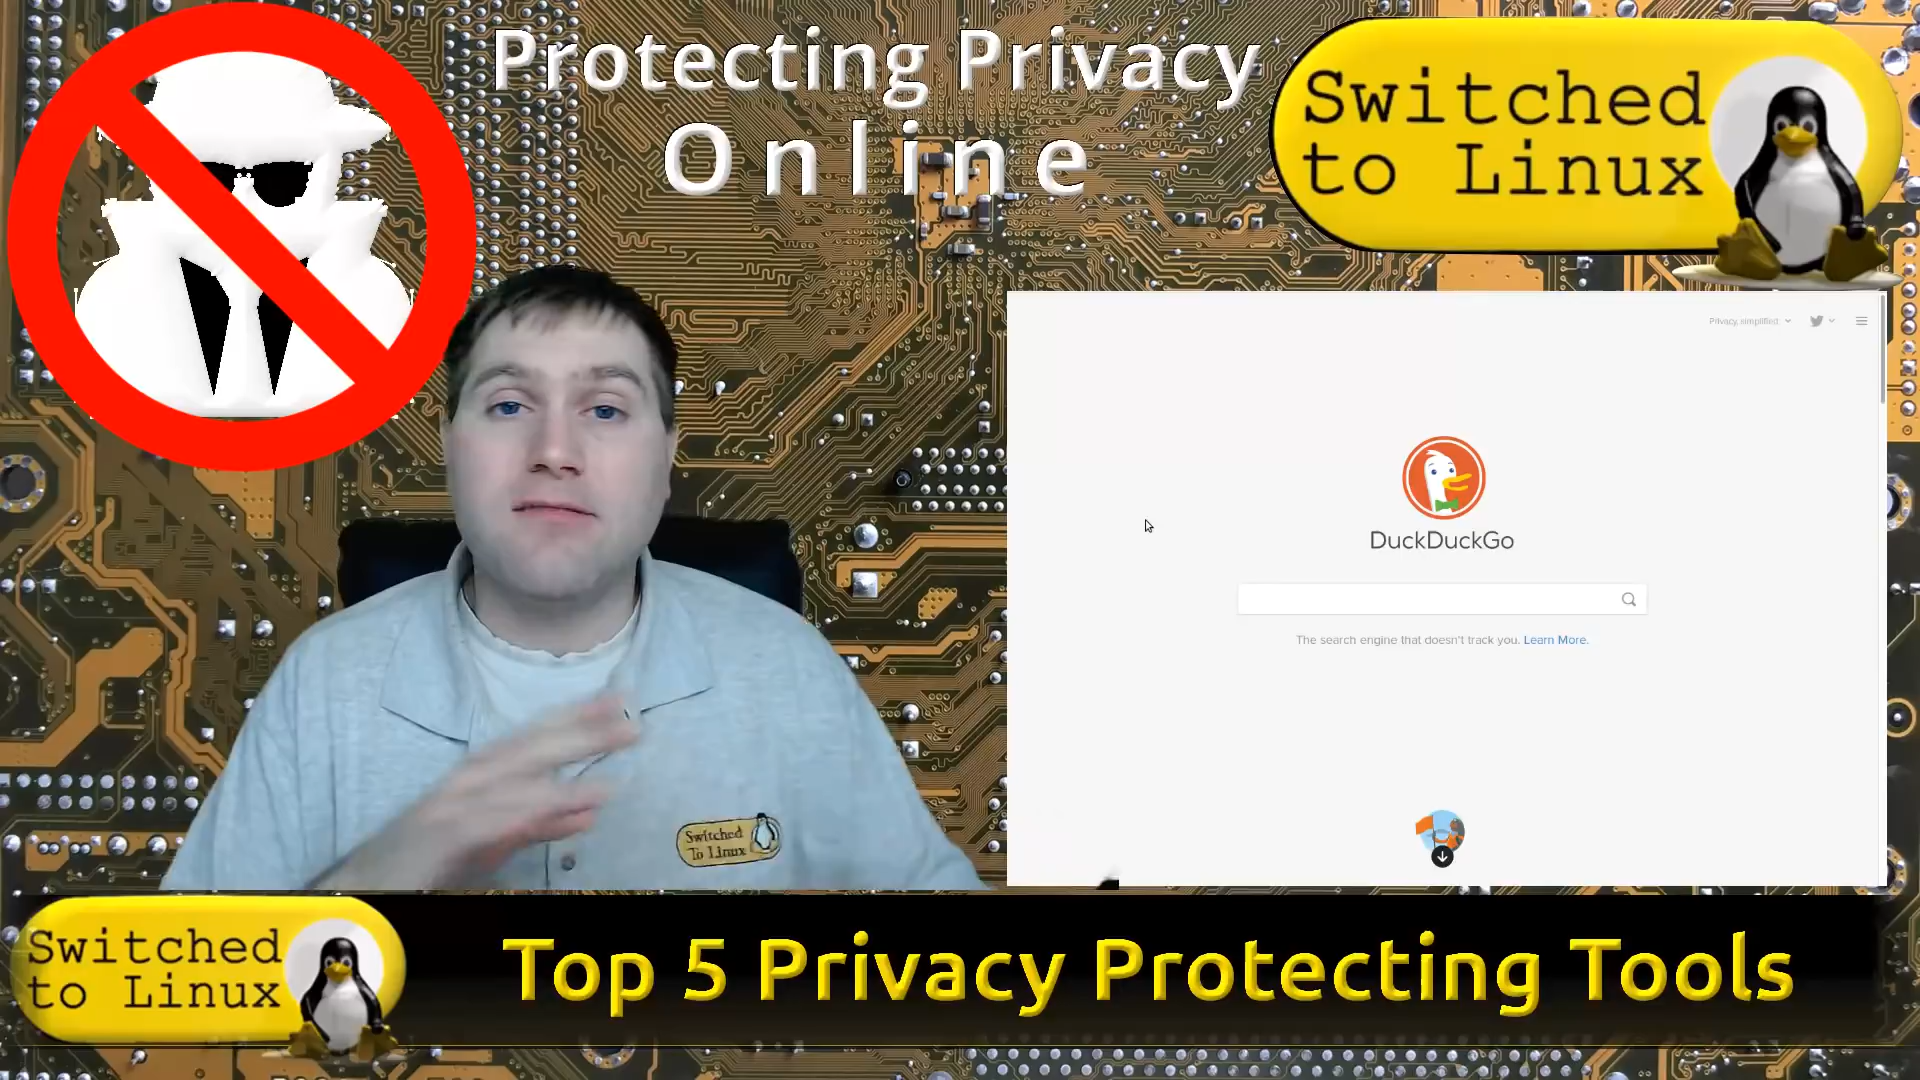 Protecting Privacy
Online
Switched
to Linux
Privacy, simplified.
DuckDuckGo
The search engine that doesn't track you. Learn More.
Switched
To Linux
Switched
to Linux
Top 5 Privacy Protecting Tools